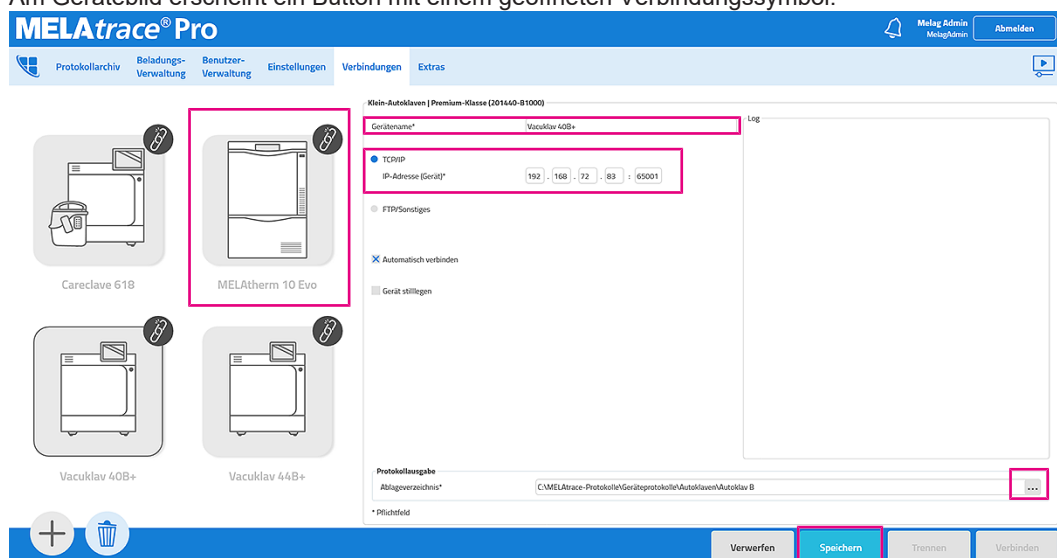 Am Gerätebild erscheint ein Button mit einem geöffneten Verbindungssymbol.
MELAtrace® Pro
Melag Admin
MelagAdmin
Abmelden
Protokollarchiv
Beladungs-
Verwaltung
Benutzer-
Verwaltung
Einstellungen
Verbindungen
Extras
Klein-Autoklaven | Premium-Klasse (201440-B1000)
Gerätename*
Vacuklav 40B+
Log
TCP/IP
IP-Adresse (Gerät)*
192 . 168 . 72 . 83 : 65001
FTP/Sonstiges
Automatisch verbinden
Gerät stilllegen
Careclave 618
MELAtherm 10 Evo
Vacuklav 40B+
Vacuklav 44B+
Protokollausgabe
Ablageverzeichnis*
C:\MELAtrace-Protokolle\Geräteprotokolle\Autoklaven\Autoklav B
...
* Pflichtfeld
Verwerfen
Speichern
Trennen
Verbinden